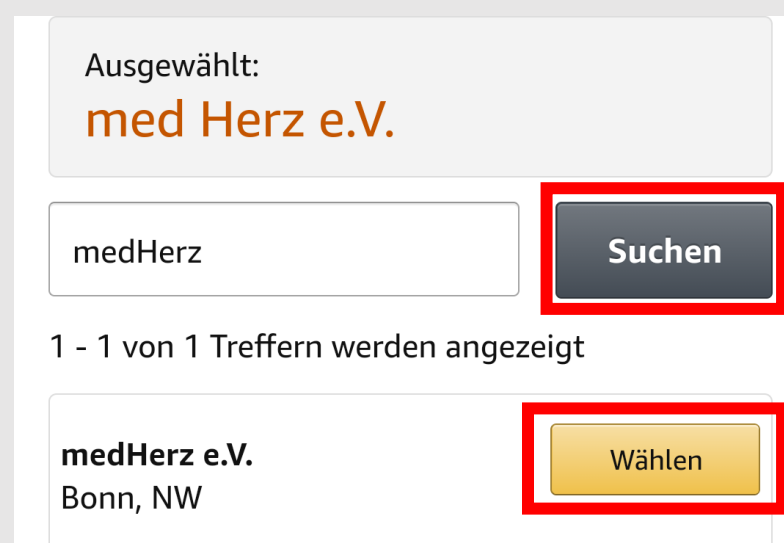 Ausgewählt:
med Herz e.V.
medHerz
Suchen
1 - 1 von 1 Treffern werden angezeigt
medHerz e.V.
Wählen
Bonn, NW